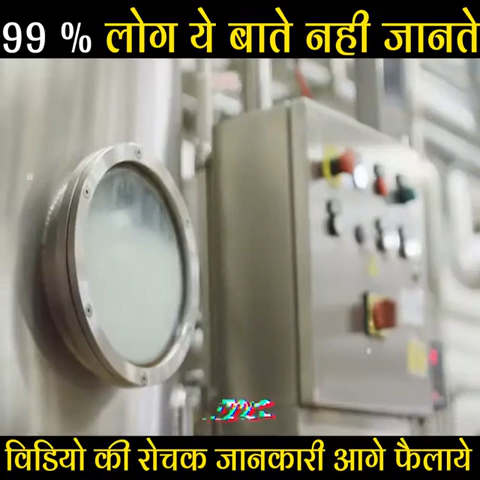 99 % लोग ये बाते नही जानते
विडियो की रोचक जानकारी आगे फैलाये